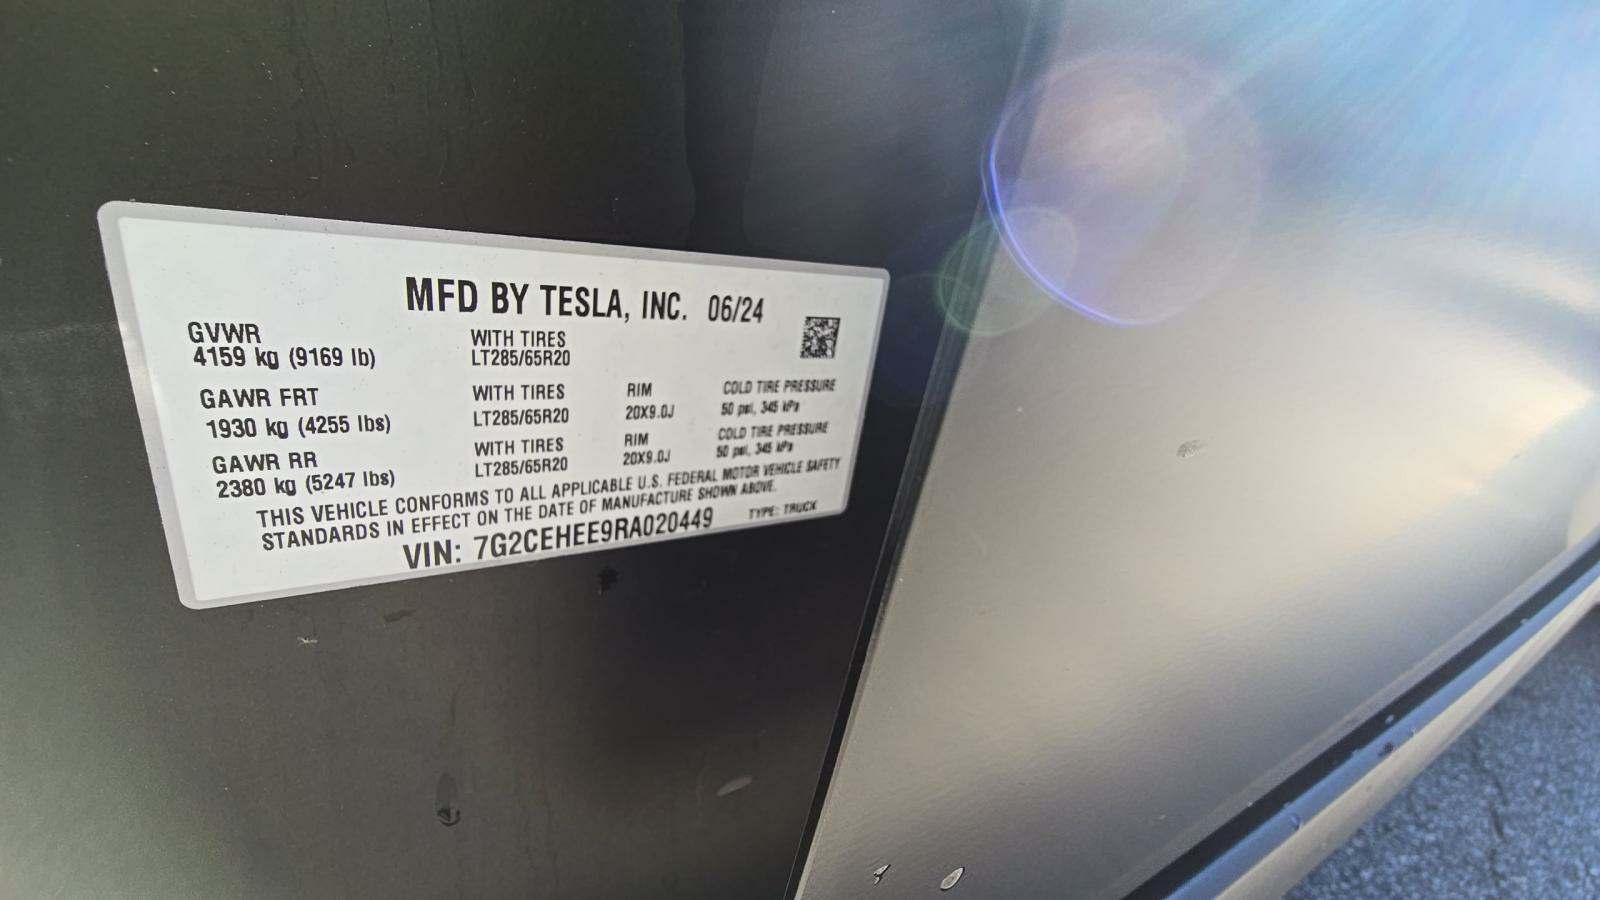 MFD BY TESLA, INC. 06/24
GVWR
4159 kg (9169 lb)
WITH TIRES
LT285/65R20
GAWR FRT
1930 kg (4255 lbs)
WITH TIRES
LT285/65R20
RIM
20X9.0J
COLD TIRE PRESSURE
50 psi, 345 kPa
GAWR RR
2380 kg (5247 lbs)
WITH TIRES
LT285/65R20
RIM
20X9.0J
COLD TIRE PRESSURE
50 psi, 345 kPa
THIS VEHICLE CONFORMS TO ALL APPLICABLE U.S. FEDERAL MOTOR VEHICLE SAFETY
STANDARDS IN EFFECT ON THE DATE OF MANUFACTURE SHOWN ABOVE.
VIN: 7G2CEHEE9RA020449 TYPE: TRUCK